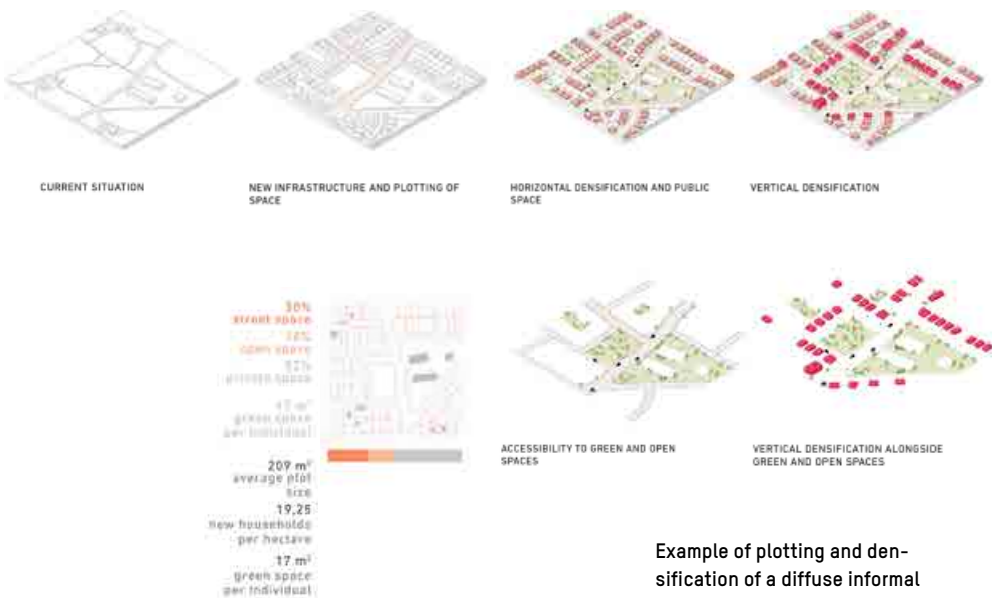 CURRENT SITUATION
NEW INFRASTRUCTURE AND PLOTTING OF
SPACE
HORIZONTAL DENSIFICATION AND PUBLIC
SPACE
VERTICAL DENSIFICATION
30%
street space
open space
private space
17 m²
green space
per individual
209 m²
average plot
size
19,25
new households
per hectare
17 m²
green space
per individual
ACCESSIBILITY TO GREEN AND OPEN
SPACES
VERTICAL DENSIFICATION ALONGSIDE
GREEN AND OPEN SPACES
Example of plotting and den-
sification of a diffuse informal